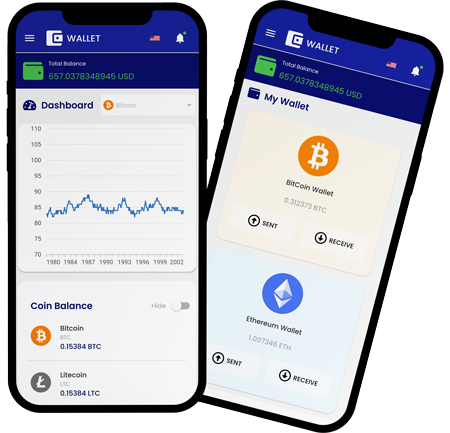 WALLET
Total Balance
657.0378348945 USD
Dashboard
Bitcoin
110
105
100
95
90
85
80
75
70
1980 1984 1987 1990 1993 1996 1999 2002
Coin Balance
Hide
Bitcoin
BTC
0.15384 BTC
Litecoin
LTC
0.15384 LTC
WALLET
Total Balance
657.0378348945 USD
My Wallet
BitCoin Wallet
0.312373 BTC
SENT
RECEIVE
Ethereum Wallet
1.007346 ETH
SENT
RECEIVE